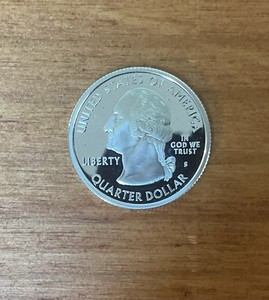 UNITED STATES OF AMERICA
LIBERTY
IN
GOD WE
TRUST
S
QUARTER DOLLAR